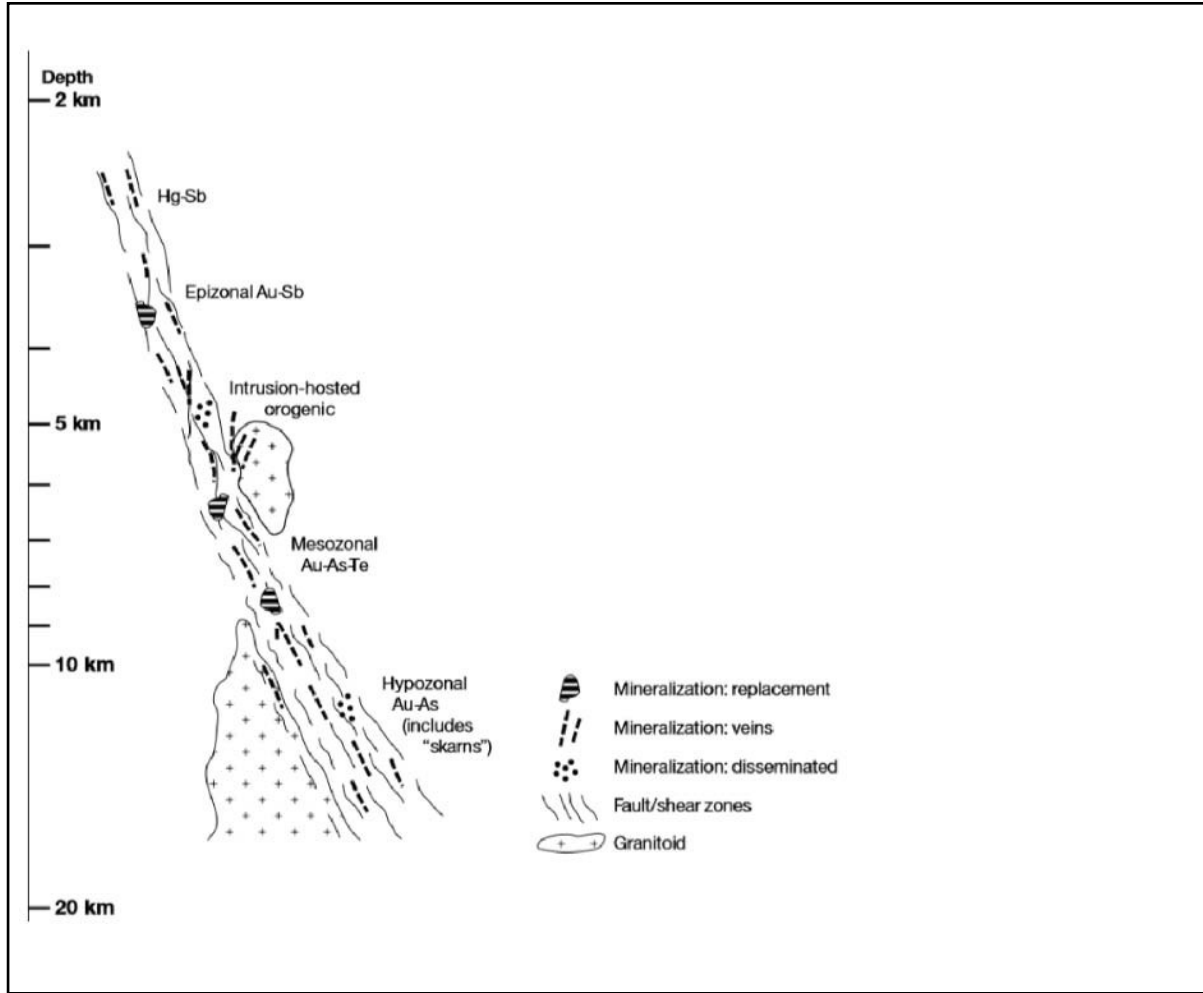 Depth
2 km
Hg-Sb
Epizonal Au-Sb
Intrusion-hosted
orogenic
5 km
Mesozonal
Au-As-Te
10 km
Hypozonal
Au-As
(includes
“skarns”)
Mineralization: replacement
Mineralization: veins
Mineralization: disseminated
Fault/shear zones
Granitoid
20 km